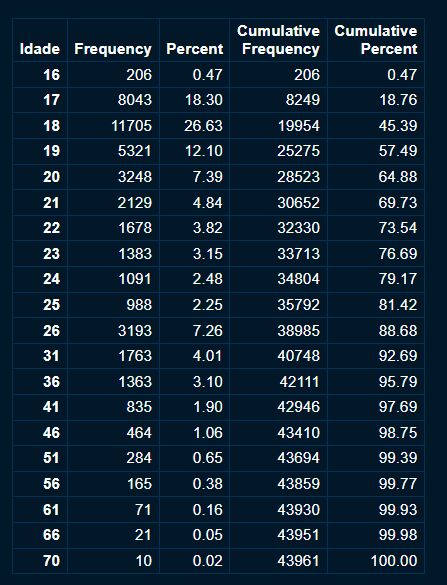 Cumulative Cumulative
Idade Frequency Percent Frequency Percent
16 206 0.47 206 0.47
17 8043 18.30 8249 18.76
18 11705 26.63 19954 45.39
19 5321 12.10 25275 57.49
20 3248 7.39 28523 64.88
21 2129 4.84 30652 69.73
22 1678 3.82 32330 73.54
23 1383 3.15 33713 76.69
24 1091 2.48 34804 79.17
25 988 2.25 35792 81.42
26 3193 7.26 38985 88.68
31 1763 4.01 40748 92.69
36 1363 3.10 42111 95.79
41 835 1.90 42946 97.69
46 464 1.06 43410 98.75
51 284 0.65 43694 99.39
56 165 0.38 43859 99.77
61 71 0.16 43930 99.93
66 21 0.05 43951 99.98
70 10 0.02 43961 100.00